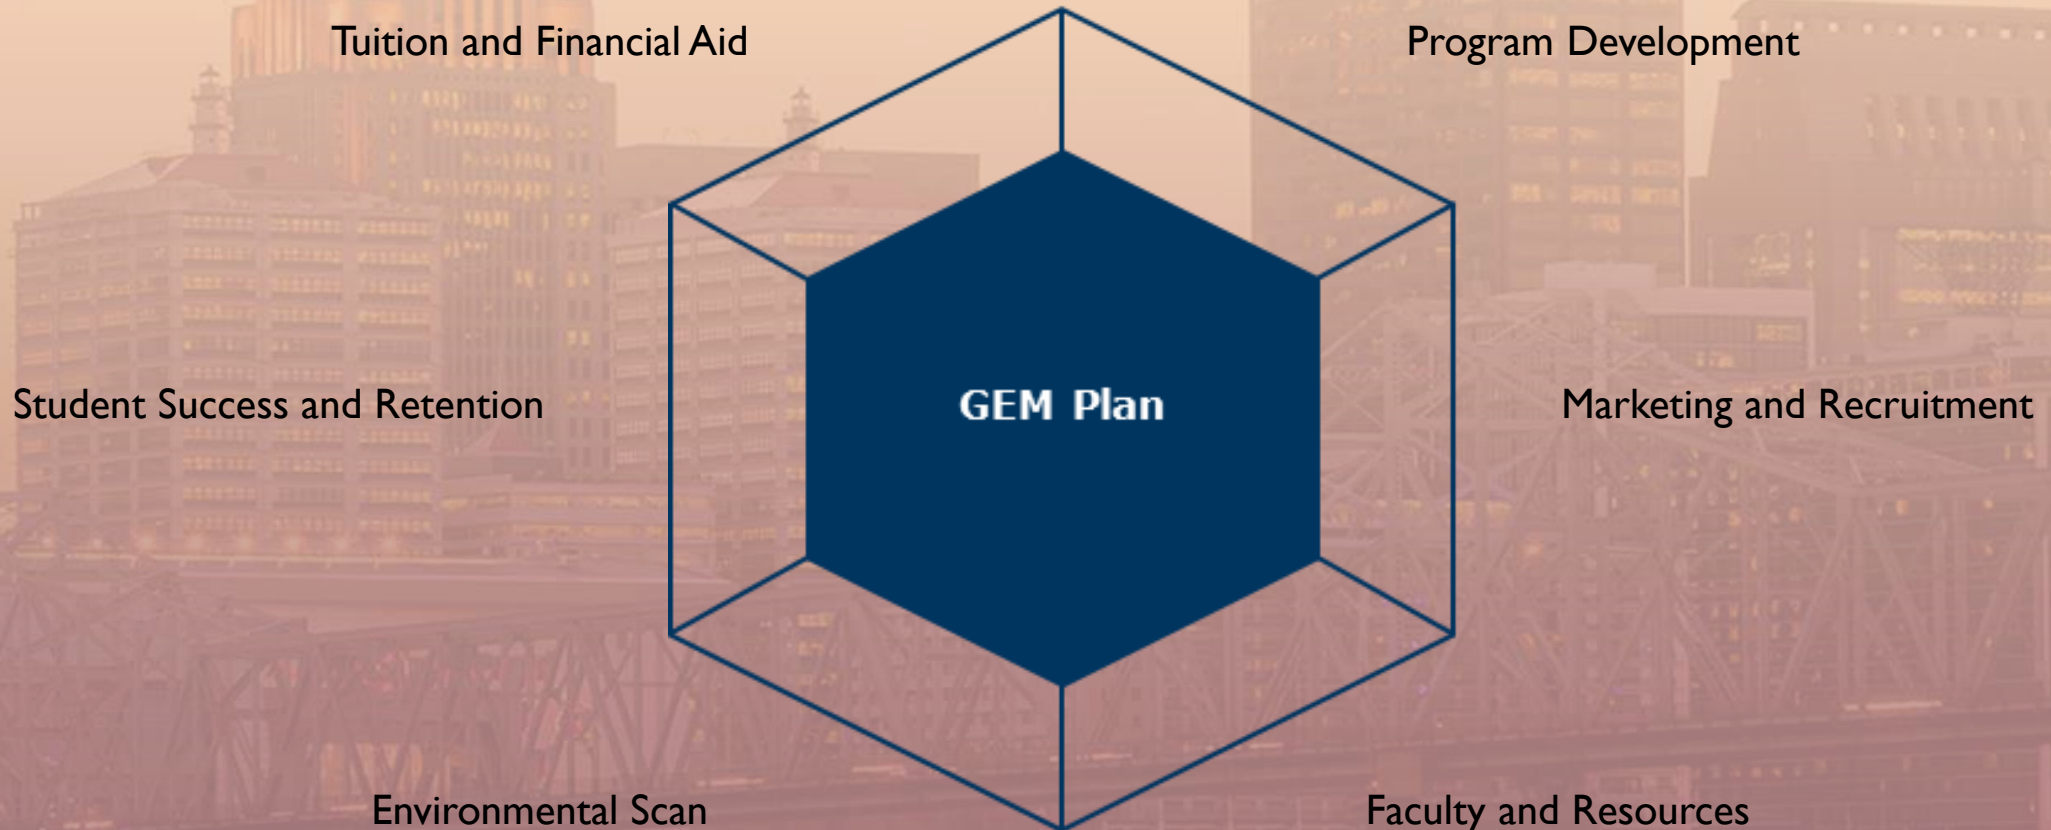 Tuition and Financial Aid
Program Development
Student Success and Retention
GEM Plan
Marketing and Recruitment
Environmental Scan
Faculty and Resources